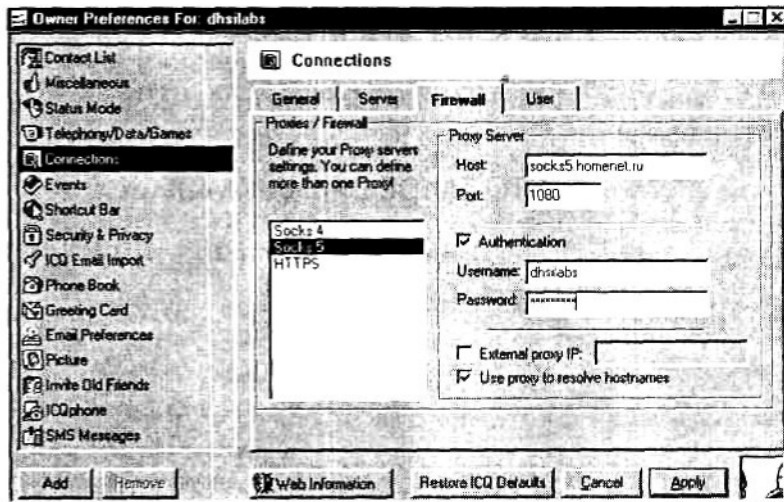 Owner Preferences For: dhsilabs
Contact List
Miscellaneous
Status Mode
Telephony/Data/Games
Connections
Events
Shortcut Bar
Security & Privacy
ICQ Email Import
Phone Book
Greeting Card
Email Preferences
Picture
Invite Old Friends
ICQphone
SMS Messages
Add Remove
Connections
General Server Firewall User
Proxies / Firewall
Define your Proxy servers
settings. You can define
more than one Proxy!
Socks 4
Socks 5
HTTPS
Proxy Server
Host: socks5.homenet.ru
Port: 1080
Authentication
Username: dhsilabs
Password: ********
External proxy IP:
Use proxy to resolve hostnames
Web Information Restore ICQ Defaults Cancel Apply